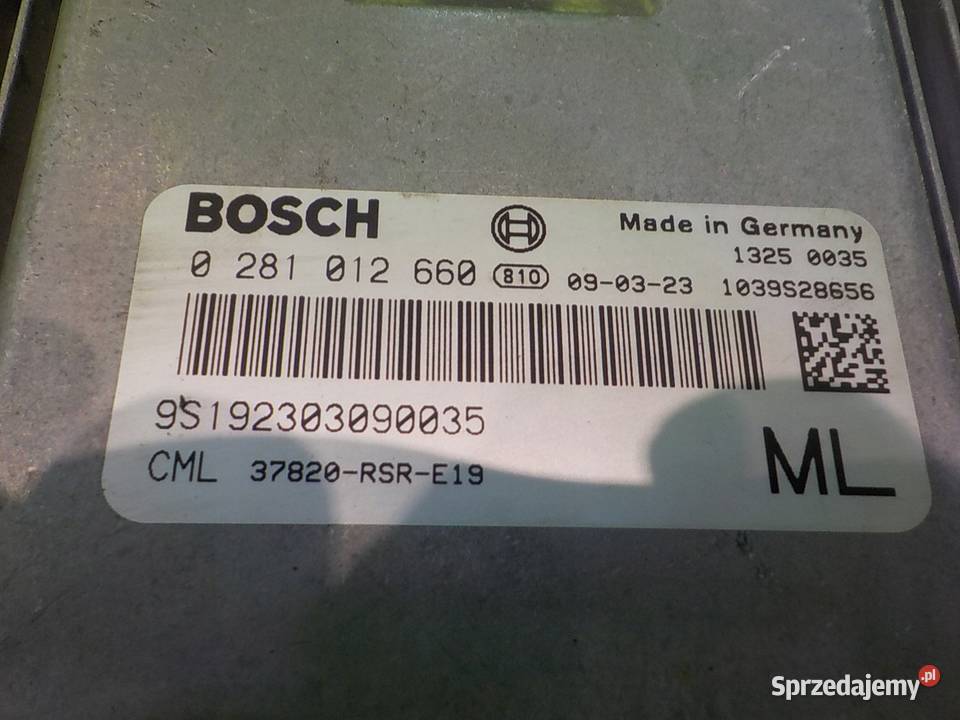 BOSCH Made in Germany
1325 0035
0 281 012 660 810 09-03-23 1039S28656
9S192303090035
CML 37820-RSR-E19 ML
Sprzedajemy.pl